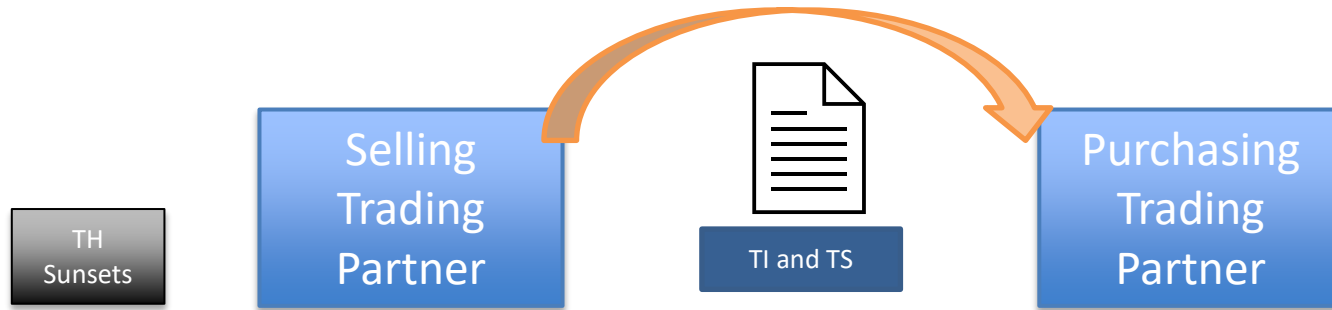 TH
Sunsets
Selling
Trading
Partner
TI and TS
Purchasing
Trading
Partner